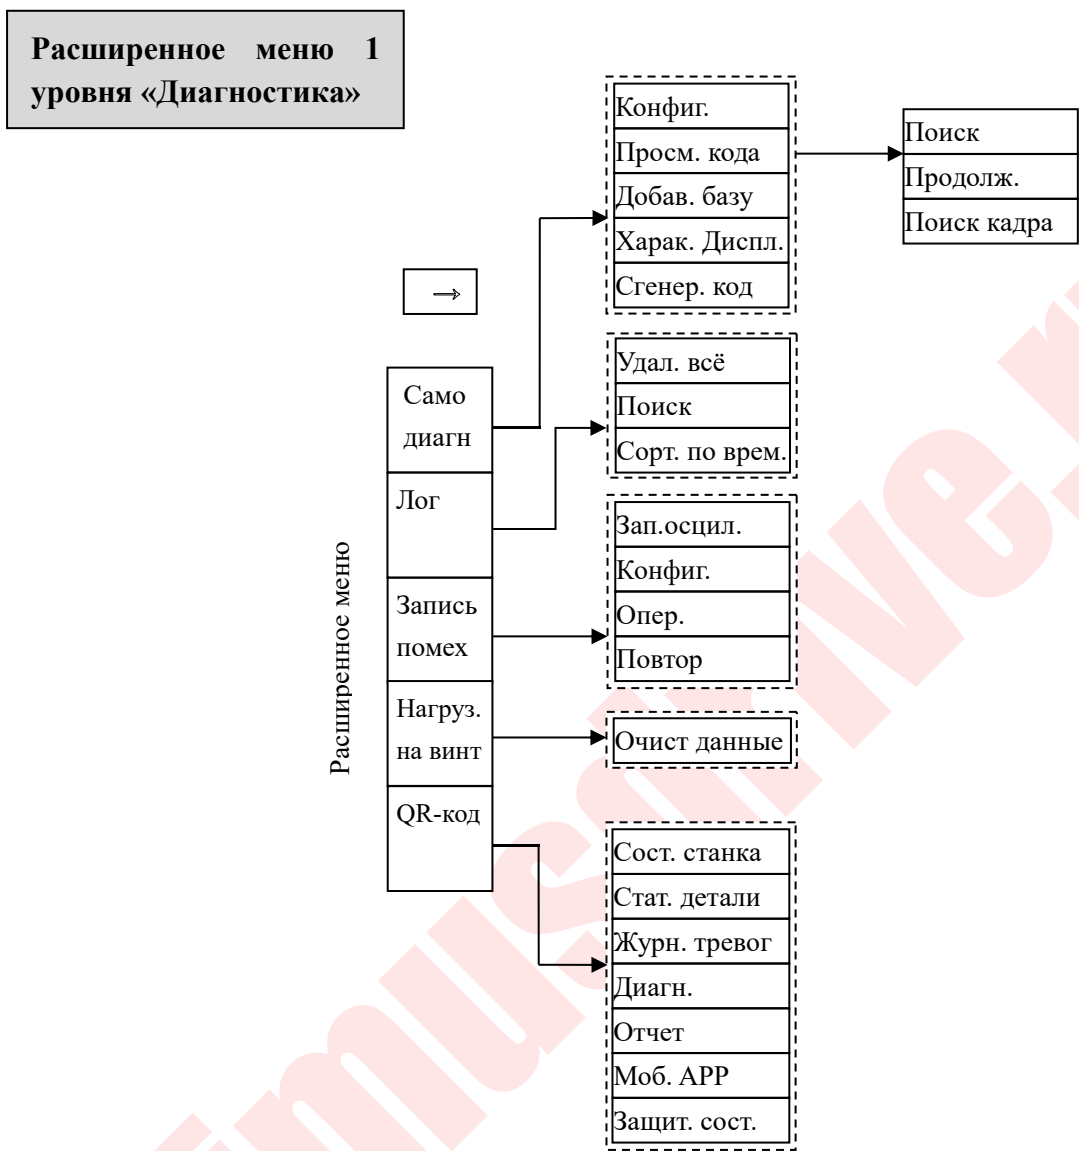 Расширенное меню 1
уровня «Диагностика»
Конфиг.
Просм. кода
Добав. базу
Харак. Диспл.
Сгенер. код
Поиск
Продолж.
Поиск кадра
→
Расширенное меню
Само
диагн
Лог
Запись
помех
Нагруз.
на винт
QR-код
Удал. всё
Поиск
Сорт. по врем.
Зап.осцил.
Конфиг.
Опер.
Повтор
Очист данные
Сост. станка
Стат. детали
Журн. тревог
Диагн.
Отчет
Моб. APP
Защит. сост.